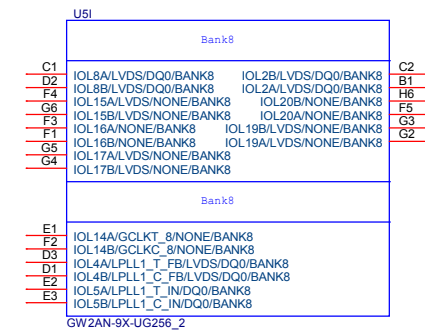 U5I
Bank8
C1 IOL8A/LVDS/DQ0/BANK8 IOL2B/LVDS/DQ0/BANK8 C2
D2 IOL8B/LVDS/DQ0/BANK8 IOL2A/LVDS/DQ0/BANK8 B1
F4 IOL15A/LVDS/NONE/BANK8 IOL20B/NONE/BANK8 H6
G6 IOL15B/LVDS/NONE/BANK8 IOL20A/NONE/BANK8 F5
F3 IOL16A/NONE/BANK8 IOL19B/LVDS/NONE/BANK8 G3
F1 IOL16B/NONE/BANK8 IOL19A/LVDS/NONE/BANK8 G2
G5 IOL17A/LVDS/NONE/BANK8
G4 IOL17B/LVDS/NONE/BANK8
Bank8
E1 IOL14A/GCLKT_8/NONE/BANK8
F2 IOL14B/GCLKC_8/NONE/BANK8
D3 IOL4A/LPLL1_T_FB/LVDS/DQ0/BANK8
D1 IOL4B/LPLL1_C_FB/LVDS/DQ0/BANK8
E2 IOL5A/LPLL1_T_IN/DQ0/BANK8
E3 IOL5B/LPLL1_C_IN/DQ0/BANK8
GW2AN-9X-UG256_2